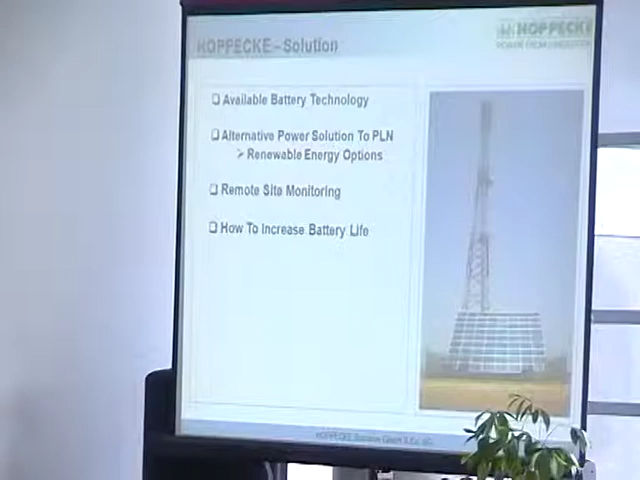 HOPPECKE - Solution
HOPPECKE
❑ Available Battery Technology
❑ Alternative Power Solution To PLN
➢ Renewable Energy Options
❑ Remote Site Monitoring
❑ How To Increase Battery Life